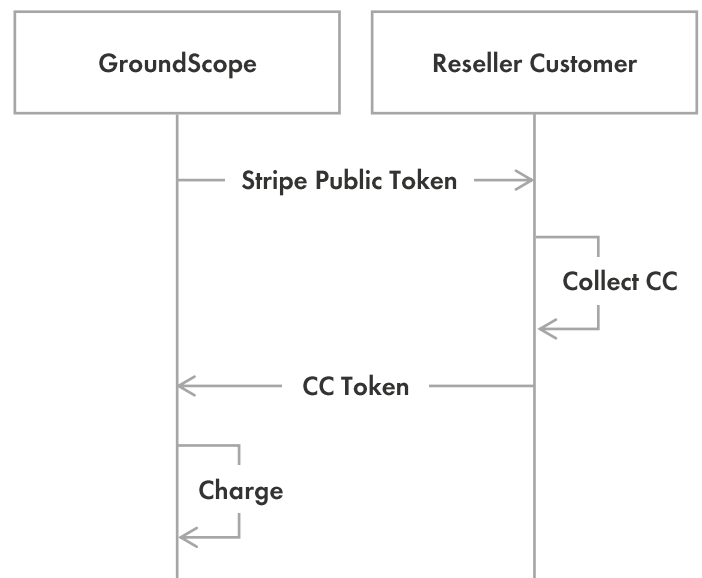 GroundScope
Reseller Customer
Stripe Public Token
Collect CC
CC Token
Charge